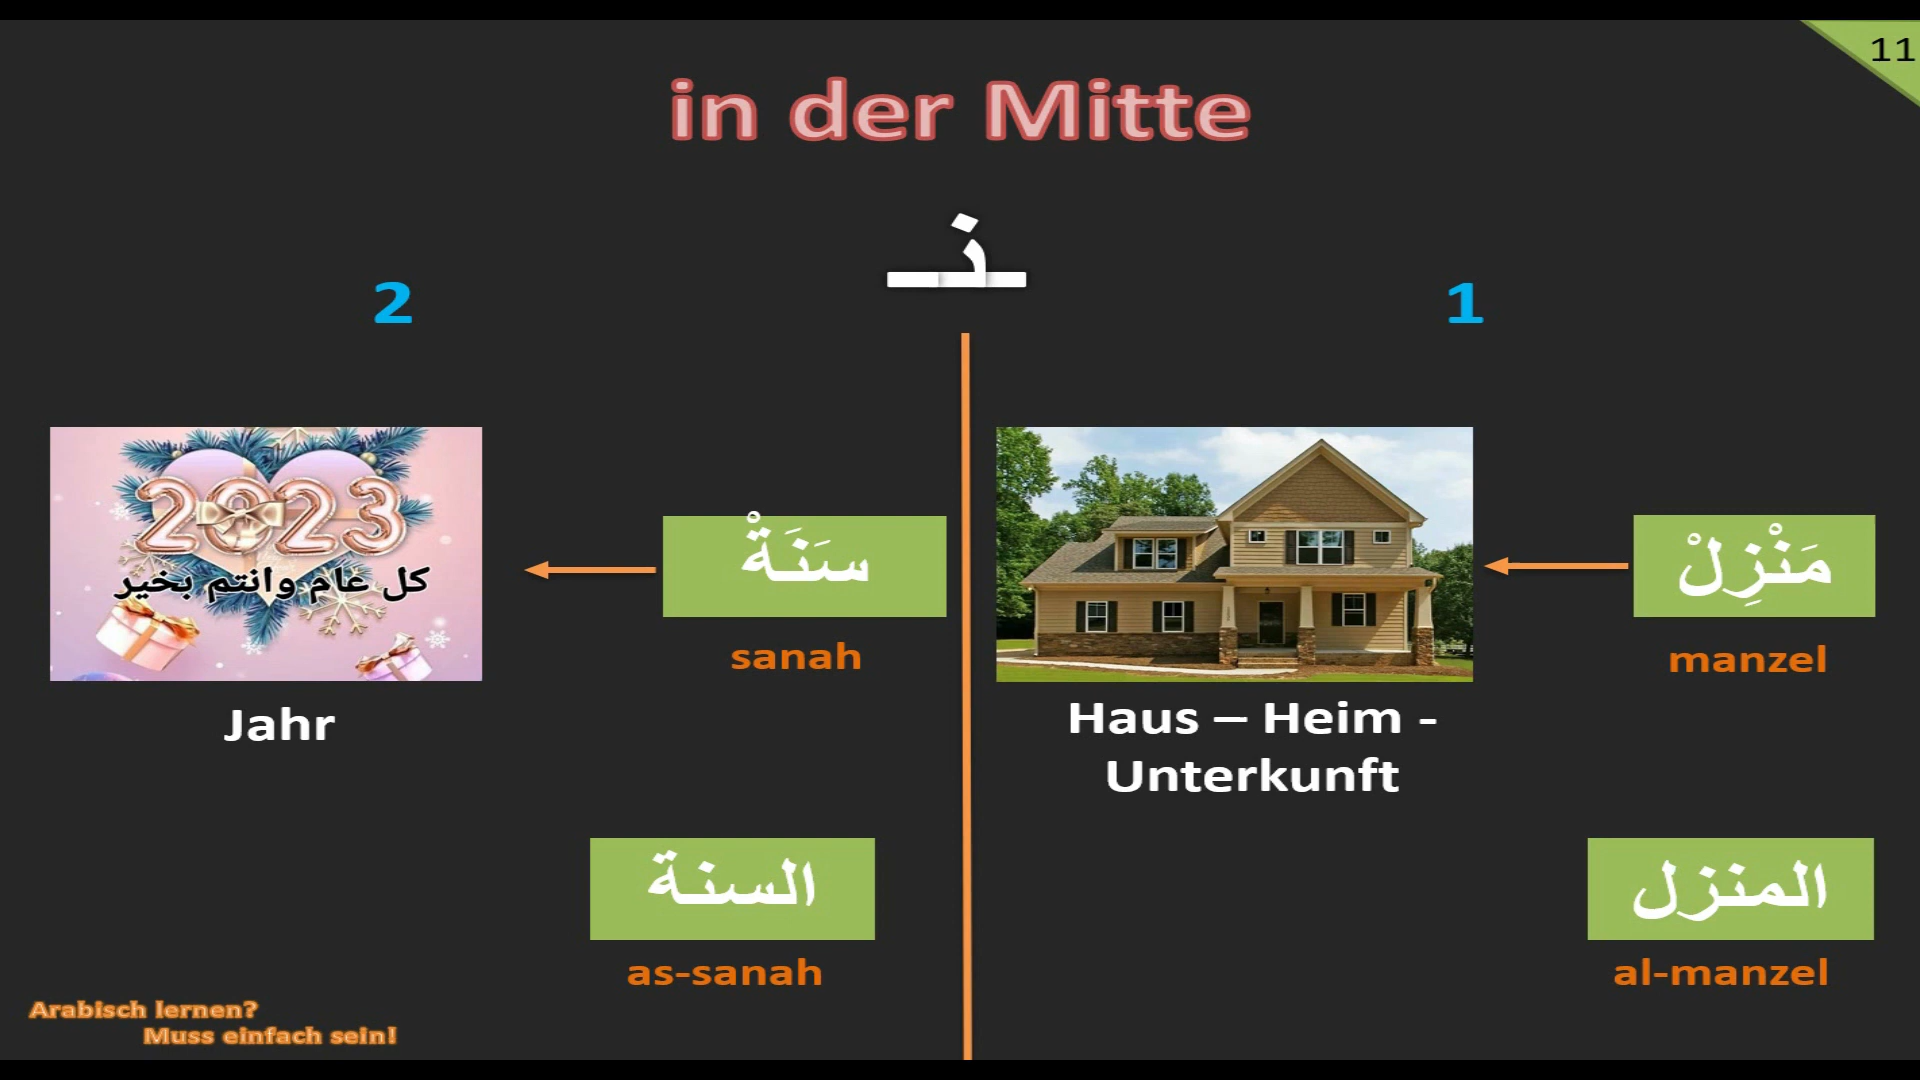 11
in der Mitte
ـنـ
1
2
مَنْزِلْ
manzel
Haus – Heim -
Unterkunft
المنزل
al-manzel
سَنَةْ
sanah
2023
كل عام وانتم بخير
Jahr
السنة
as-sanah
Arabisch lernen?
Muss einfach sein!